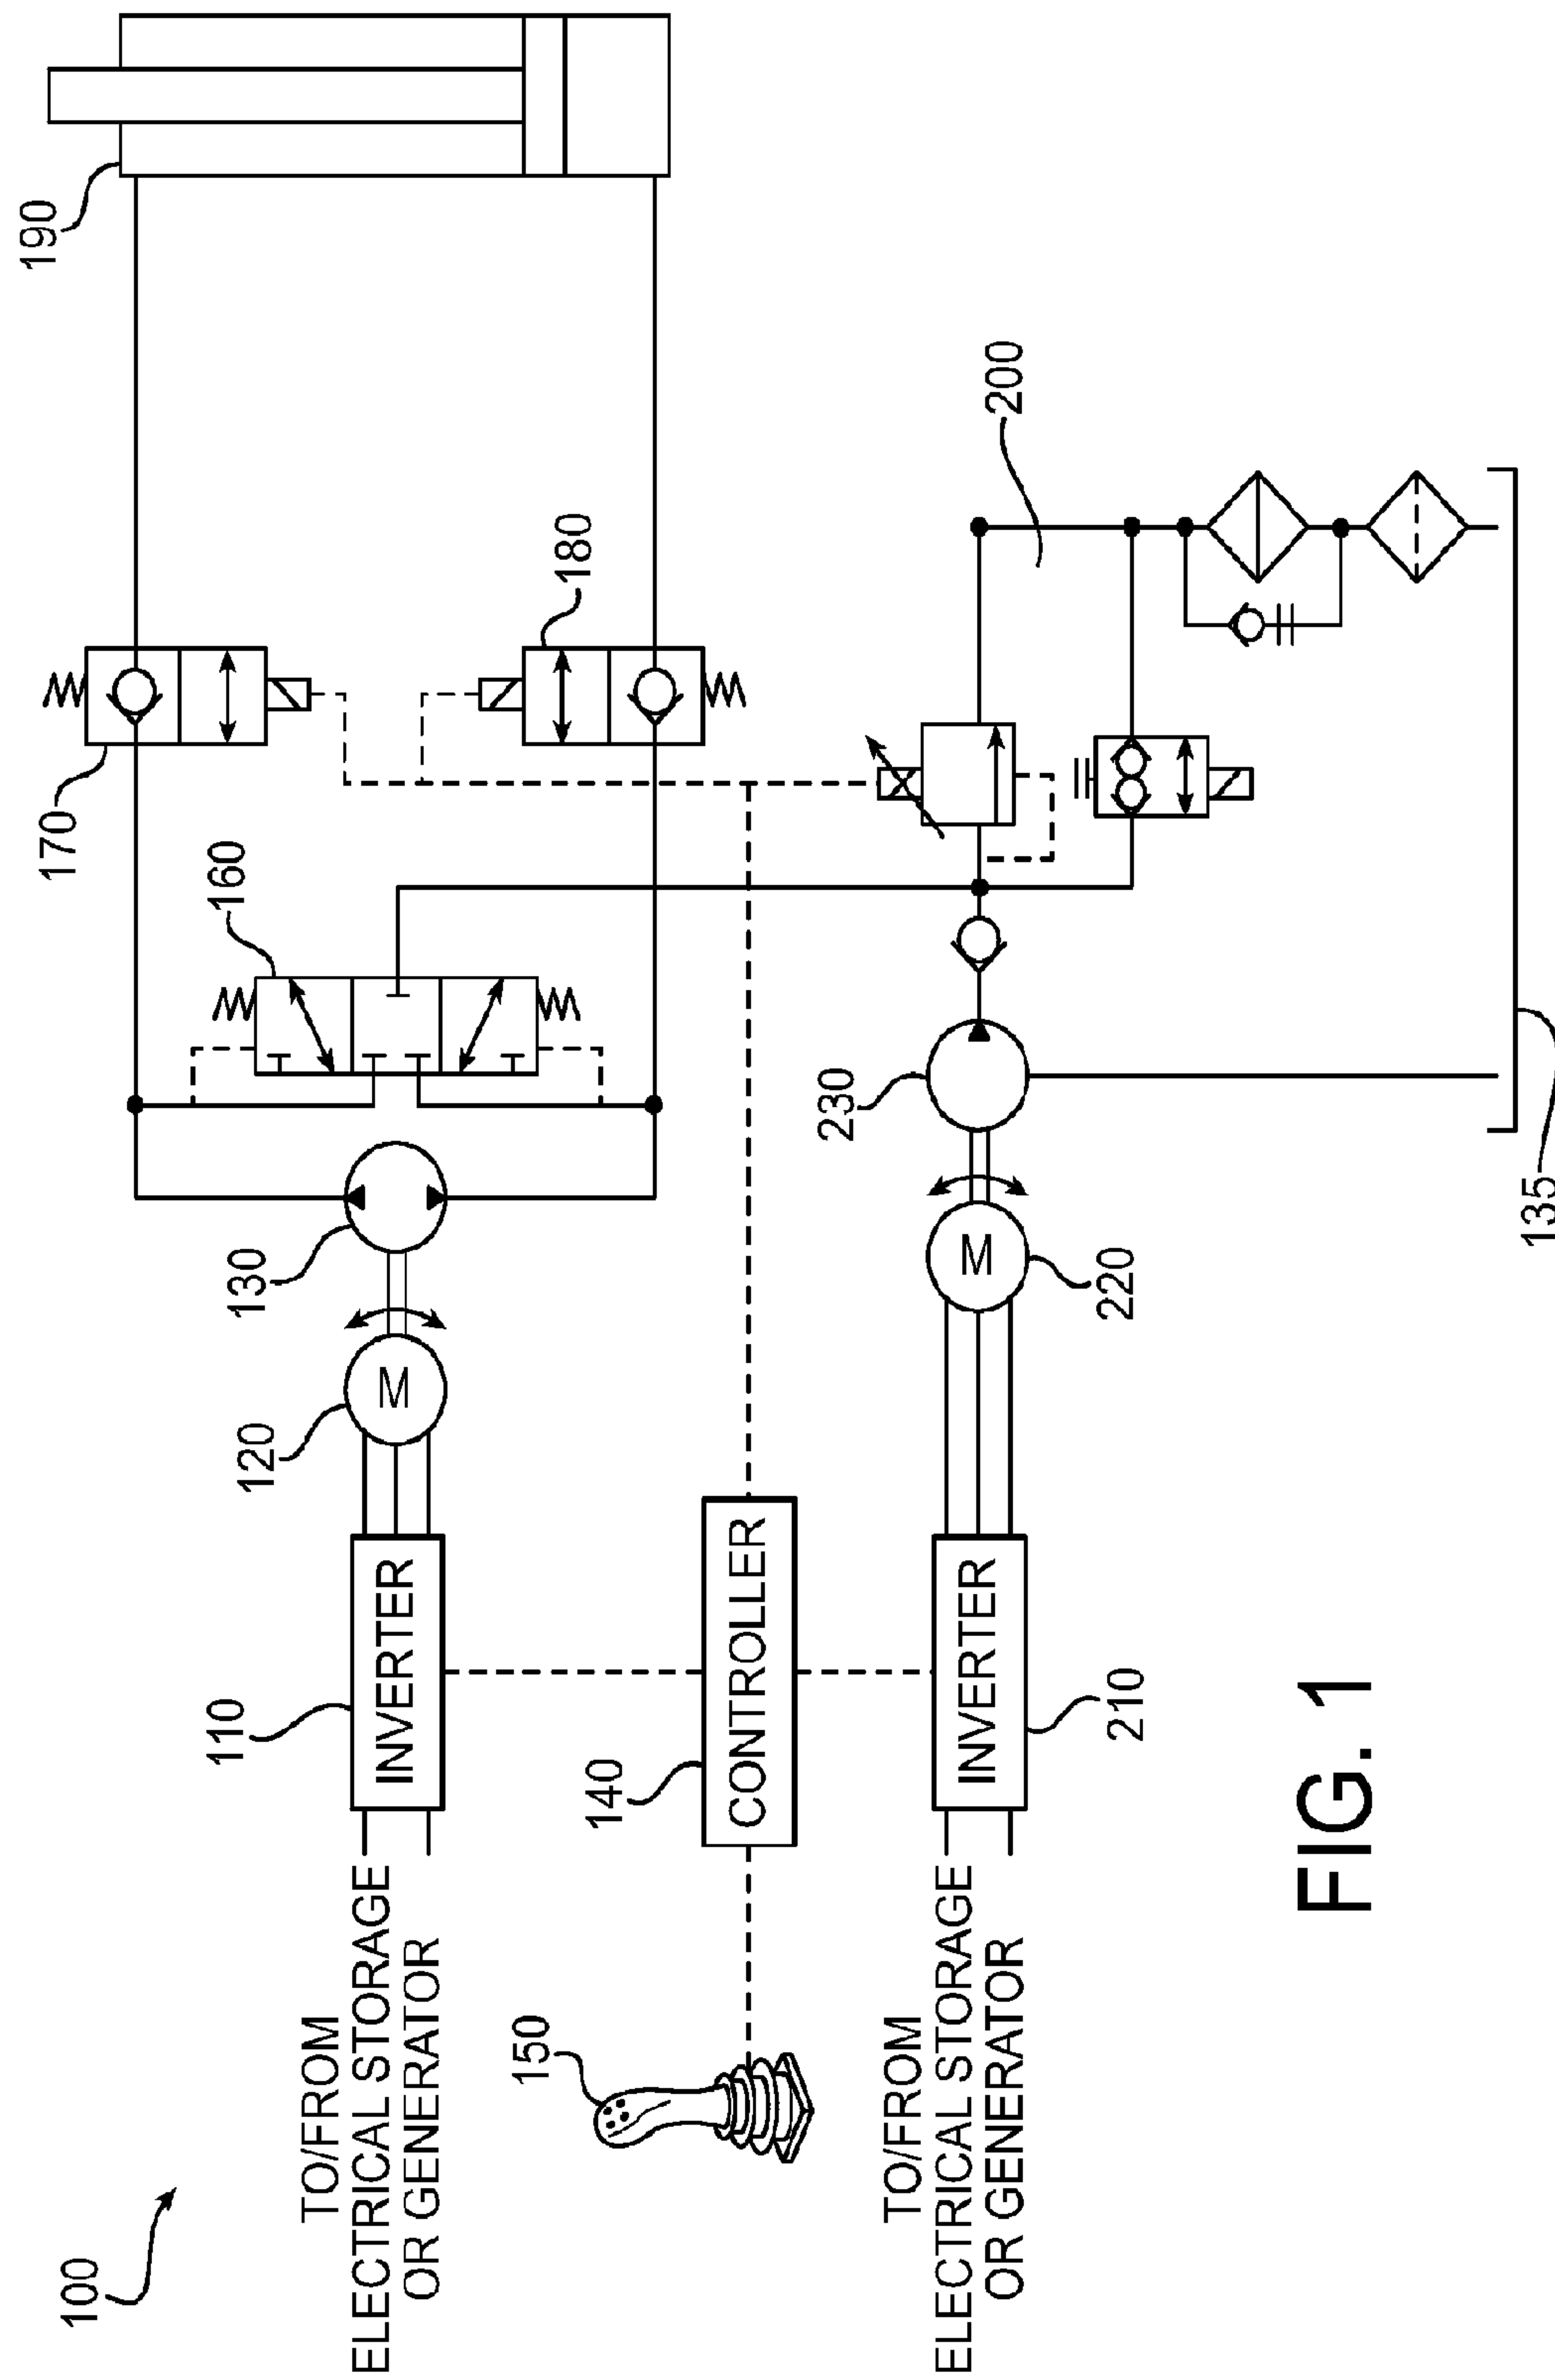 100
TO/FROM
ELECTRICAL STORAGE
OR GENERATOR
110
INVERTER
120
M
130
160
170
180
190
150
140
CONTROLLER
TO/FROM
ELECTRICAL STORAGE
OR GENERATOR
210
INVERTER
220
M
230
200
135
FIG. 1